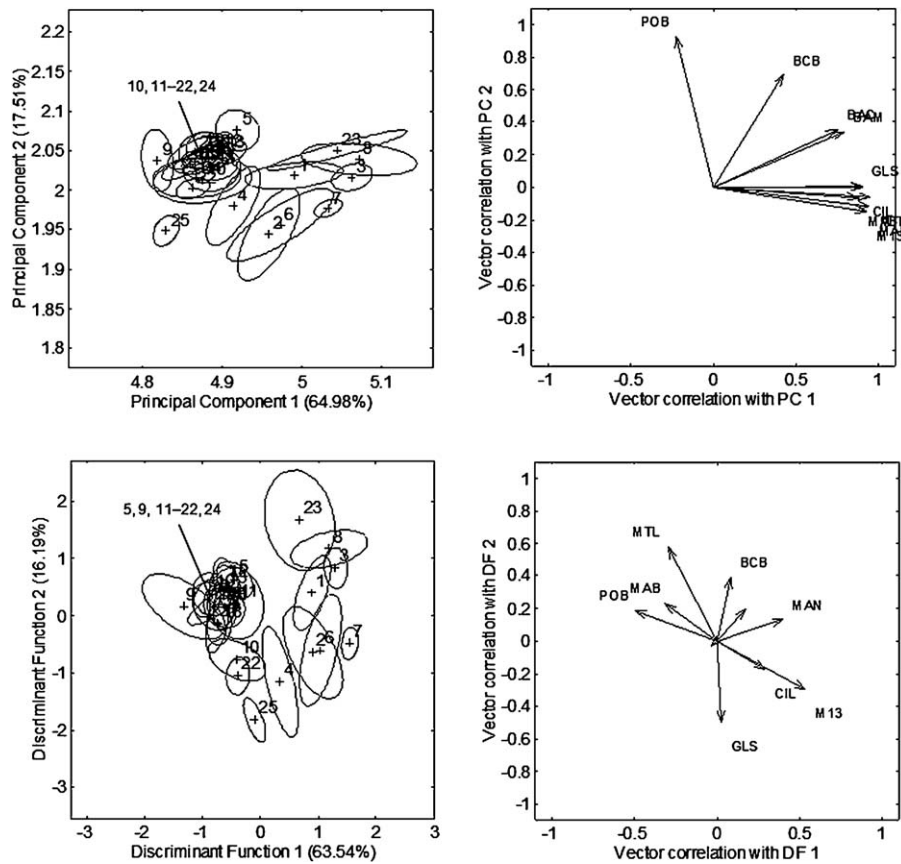 2.2
2.15
2.1
2.05
2
1.95
1.9
1.85
1.8
Principal Component 2 (17.51%)
10, 11–22, 24
5
9
23
8
1
3
4
7
6
2
25
4.8 4.9 5 5.1
Principal Component 1 (64.98%)
1
0.8
0.6
0.4
0.2
0
-0.2
-0.4
-0.6
-0.8
-1
Vector correlation with PC 2
POB
BCB
BAM
GLS
CIL
-1 -0.5 0 0.5 1
Vector correlation with PC 1
2
1
0
-1
-2
-3
Discriminant Function 2 (16.19%)
5, 9, 11–22, 24
23
8
3
9
1
11
10
22
26
7
4
25
-3 -2 -1 0 1 2 3
Discriminant Function 1 (63.54%)
1
0.8
0.6
0.4
0.2
0
-0.2
-0.4
-0.6
-0.8
-1
Vector correlation with DF 2
MTL
BCB
POB
MAB
MAN
CIL
M13
GLS
-1 -0.5 0 0.5 1
Vector correlation with DF 1